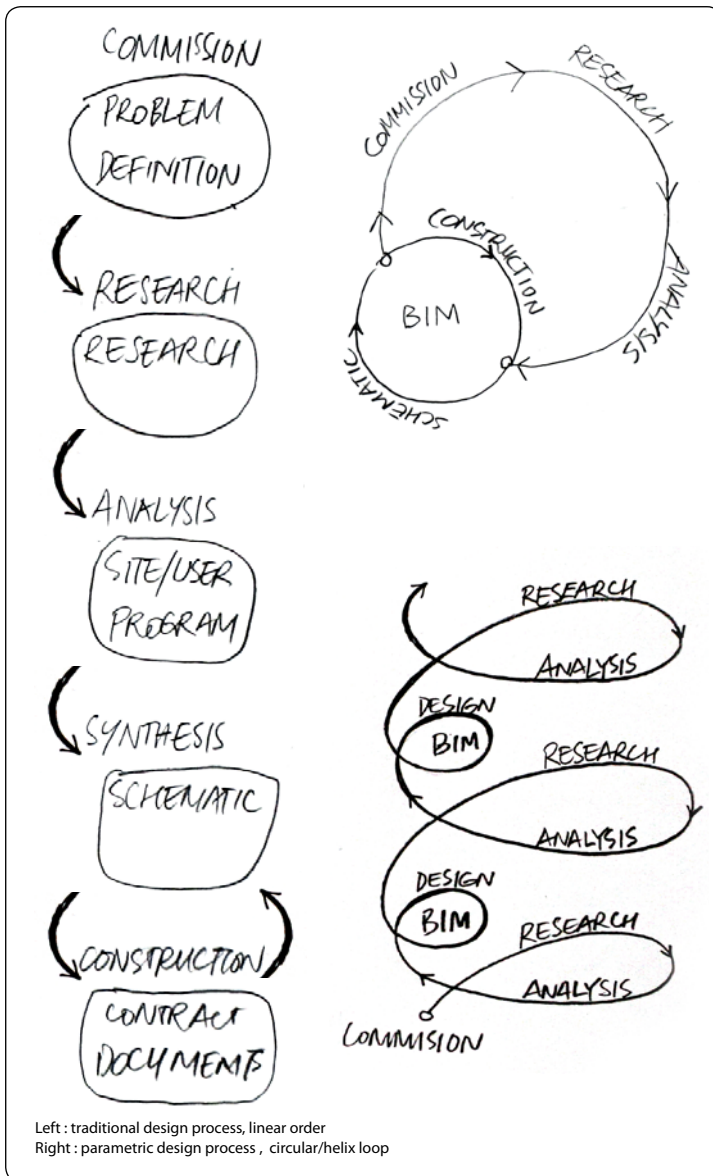 COMMISSION
PROBLEM
DEFINITION
RESEARCH
RESEARCH
ANALYSIS
SITE/USER
PROGRAM
SYNTHESIS
SCHEMATIC
CONSTRUCTION
CONTRACT
DOCUMENTS
COMMISSION
RESEARCH
ANALYSIS
CONSTRUCTION
BIM
SCHEMATIC
RESEARCH
ANALYSIS
DESIGN
BIM
RESEARCH
ANALYSIS
DESIGN
BIM
RESEARCH
ANALYSIS
COMMISION
Left : traditional design process, linear order
Right : parametric design process , circular/helix loop